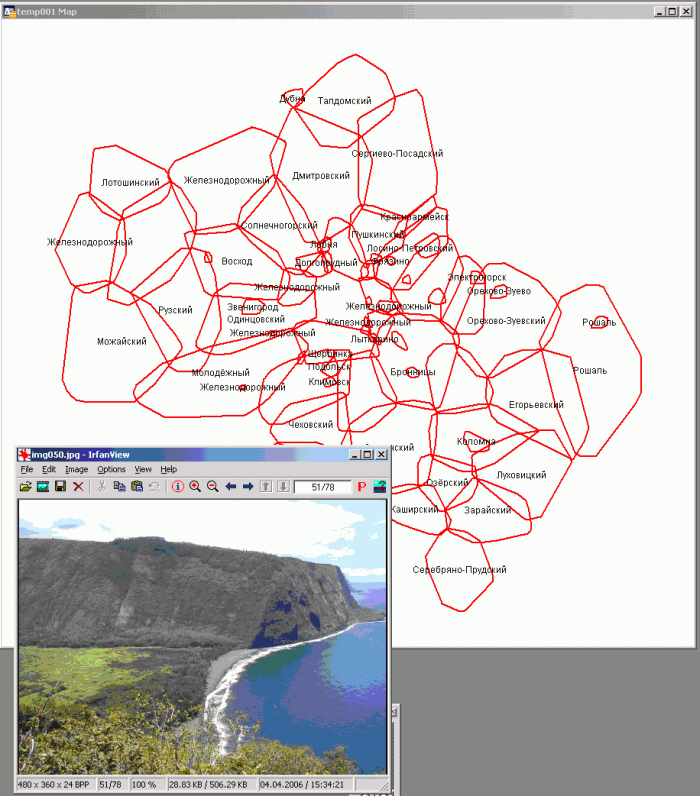 temp001 Map
Дубна
Талдомский
Сергиево-Посадский
Лотошинский
Железнодорожный
Дмитровский
Красноармейск
Солнечногорский
Пушкинский
Железнодорожный
Лобня
Лосино-Петровский
Восход
Долгопрудный
Фрязино
Электрогорск
Железнодорожный
Орехово-Зуево
Рузский
Звенигород
Железнодорожный
Одинцовский
Железнодорожный
Орехово-Зуевский
Рошаль
Железнодорожный
Можайский
Лыткарино
Щербинка
Молодёжный
Подольск
Бронницы
Рошаль
Железнодорожный
Климовск
Егорьевский
Чеховский
Коломна
нский
Луховицкий
Озёрский
Каширский
Зарайский
Серебряно-Прудский
img050.jpg - IrfanView
File Edit Image Options View Help
51/78
P
480 x 360 x 24 BPP 51/78 100 % 28.83 KB / 506.29 KB 04.04.2006 / 15:34:21